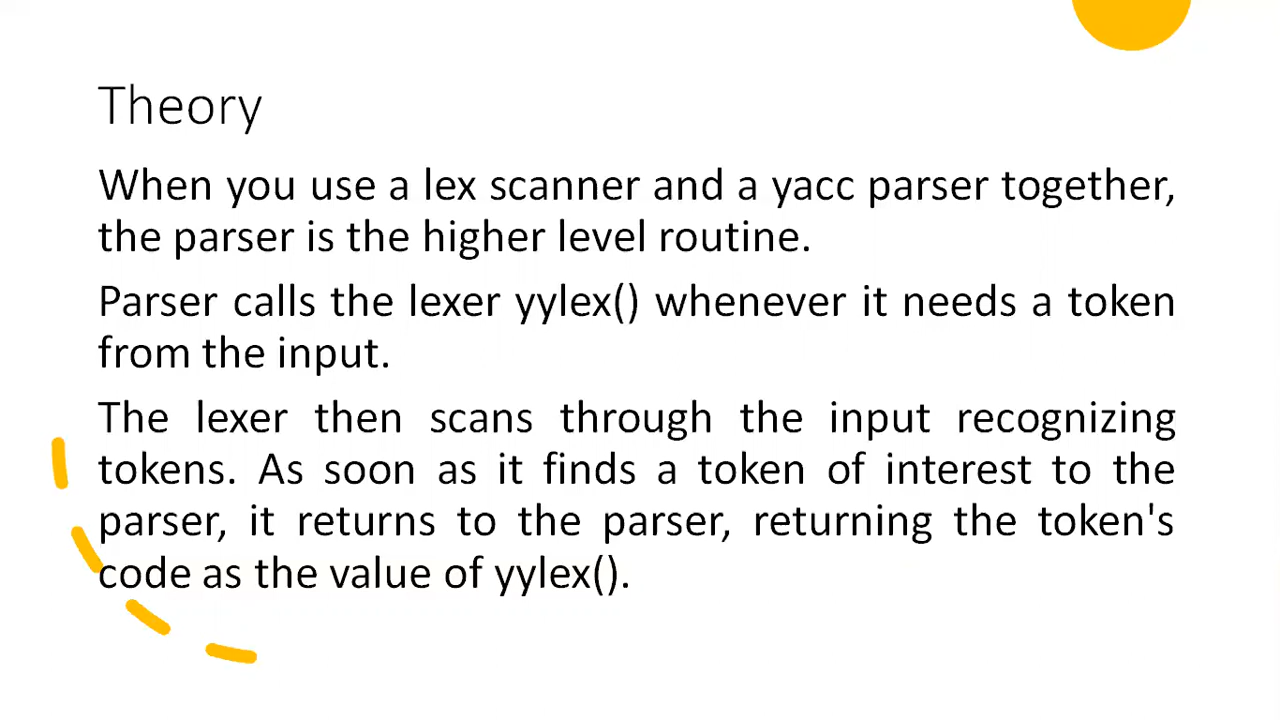 Theory
When you use a lex scanner and a yacc parser together,
the parser is the higher level routine.
Parser calls the lexer yylex() whenever it needs a token
from the input.
The lexer then scans through the input recognizing
tokens. As soon as it finds a token of interest to the
parser, it returns to the parser, returning the token's
code as the value of yylex().